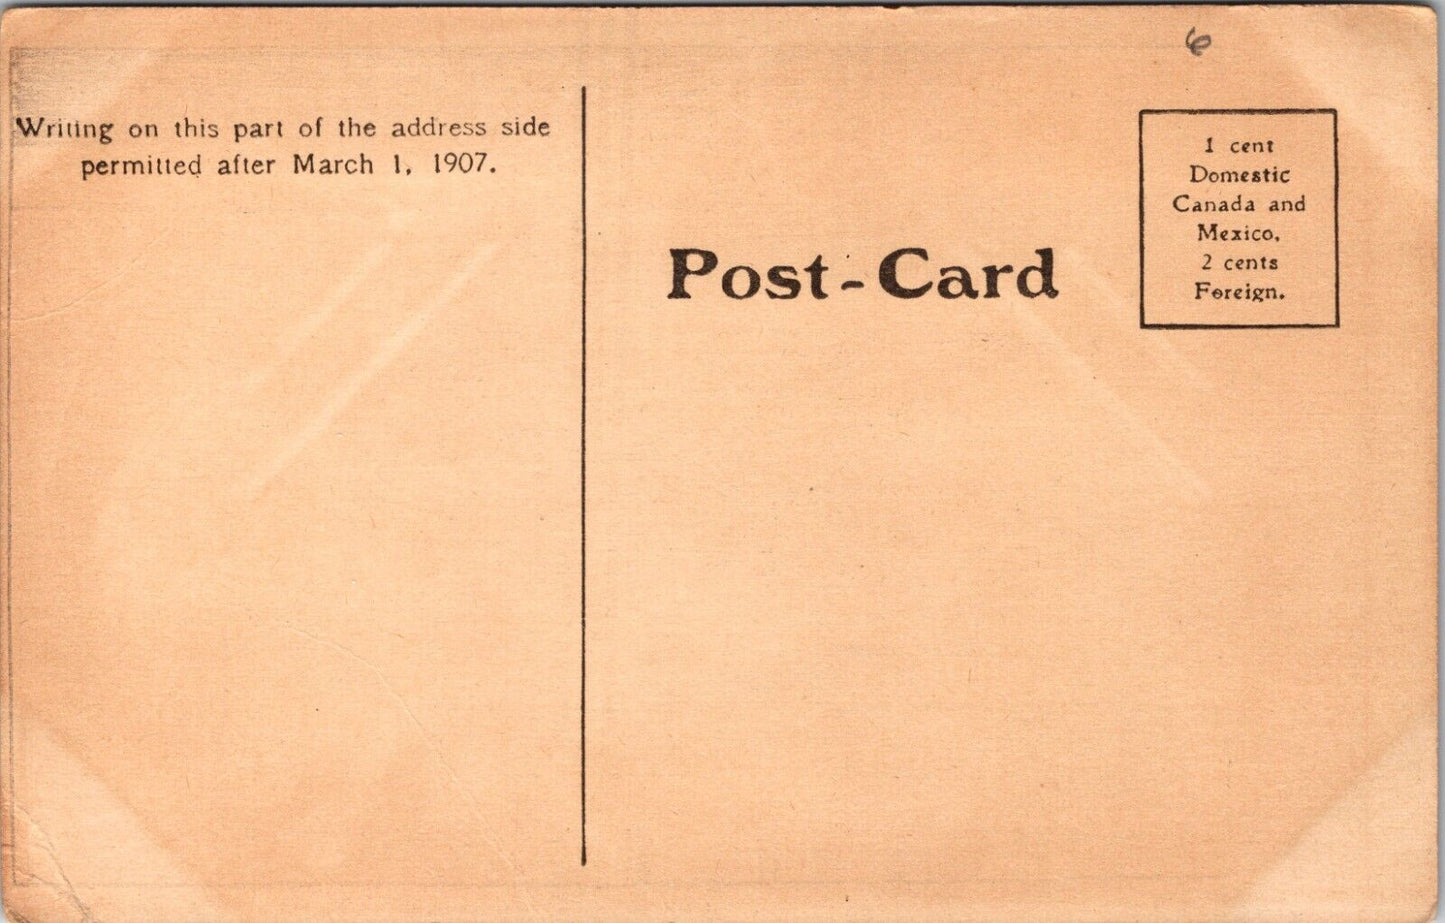 6
Writing on this part of the address side
permitted after March 1, 1907.
Post-Card
1 cent
Domestic
Canada and
Mexico,
2 cents
Foreign.